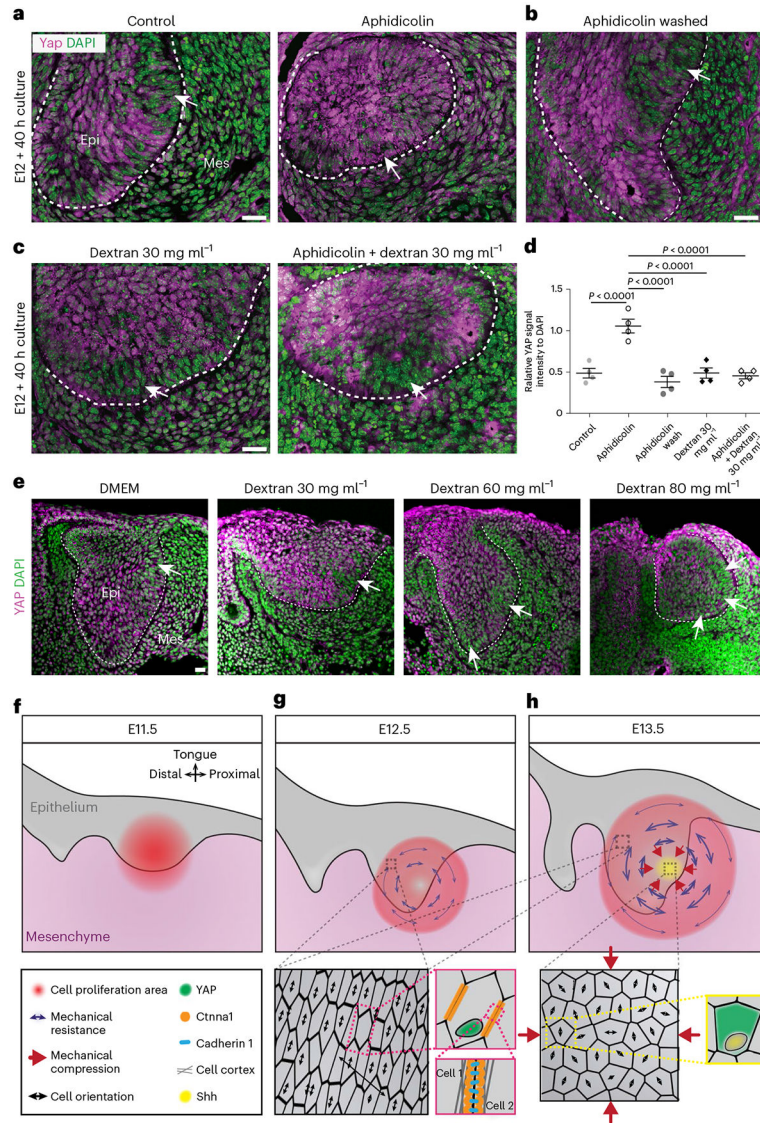 a
Control
Aphidicolin
b
Aphidicolin washed
E12 + 40 h culture
Yap DAPI
Epi
Mes
c
Dextran 30 mg ml⁻¹
Aphidicolin + dextran 30 mg ml⁻¹
E12 + 40 h culture
d
P < 0.0001
P < 0.0001
P < 0.0001
P < 0.0001
Ralative YAP signal
intensity to DAPI
1.5
1.0
0.5
0
Control
Aphidicolin
Aphidicolin
wash
Dextran 30
mg ml⁻¹
Aphidicolin
+ Dextran
30 mg ml⁻¹
e
DMEM
Dextran 30 mg ml⁻¹
Dextran 60 mg ml⁻¹
Dextran 80 mg ml⁻¹
YAP DAPI
Epi
Mes
f
E11.5
g
E12.5
h
E13.5
Tongue
Distal
Proximal
Epithelium
Mesenchyme
Cell proliferation area
Mechanical
resistance
Mechanical
compression
Cell orientation
YAP
Ctnna1
Cadherin 1
Cell cortex
Shh
Cell 1
Cell 2